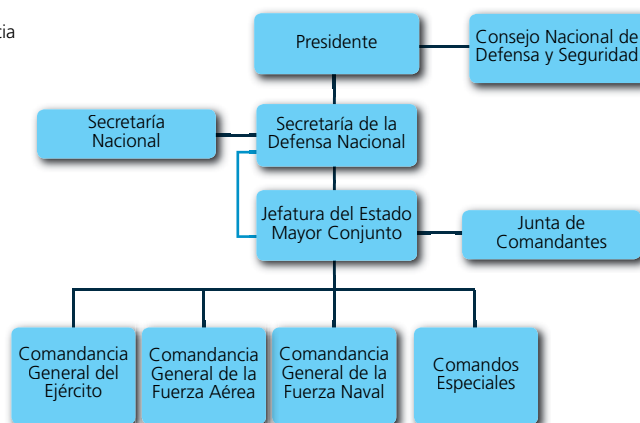 Presidente
Consejo Nacional de
Defensa y Seguridad
Secretaría
Nacional
Secretaría de la
Defensa Nacional
Jefatura del Estado
Mayor Conjunto
Junta de
Comandantes
Comandancia
General del
Ejército
Comandancia
General de la
Fuerza Aérea
Comandancia
General de la
Fuerza Naval
Comandos
Especiales